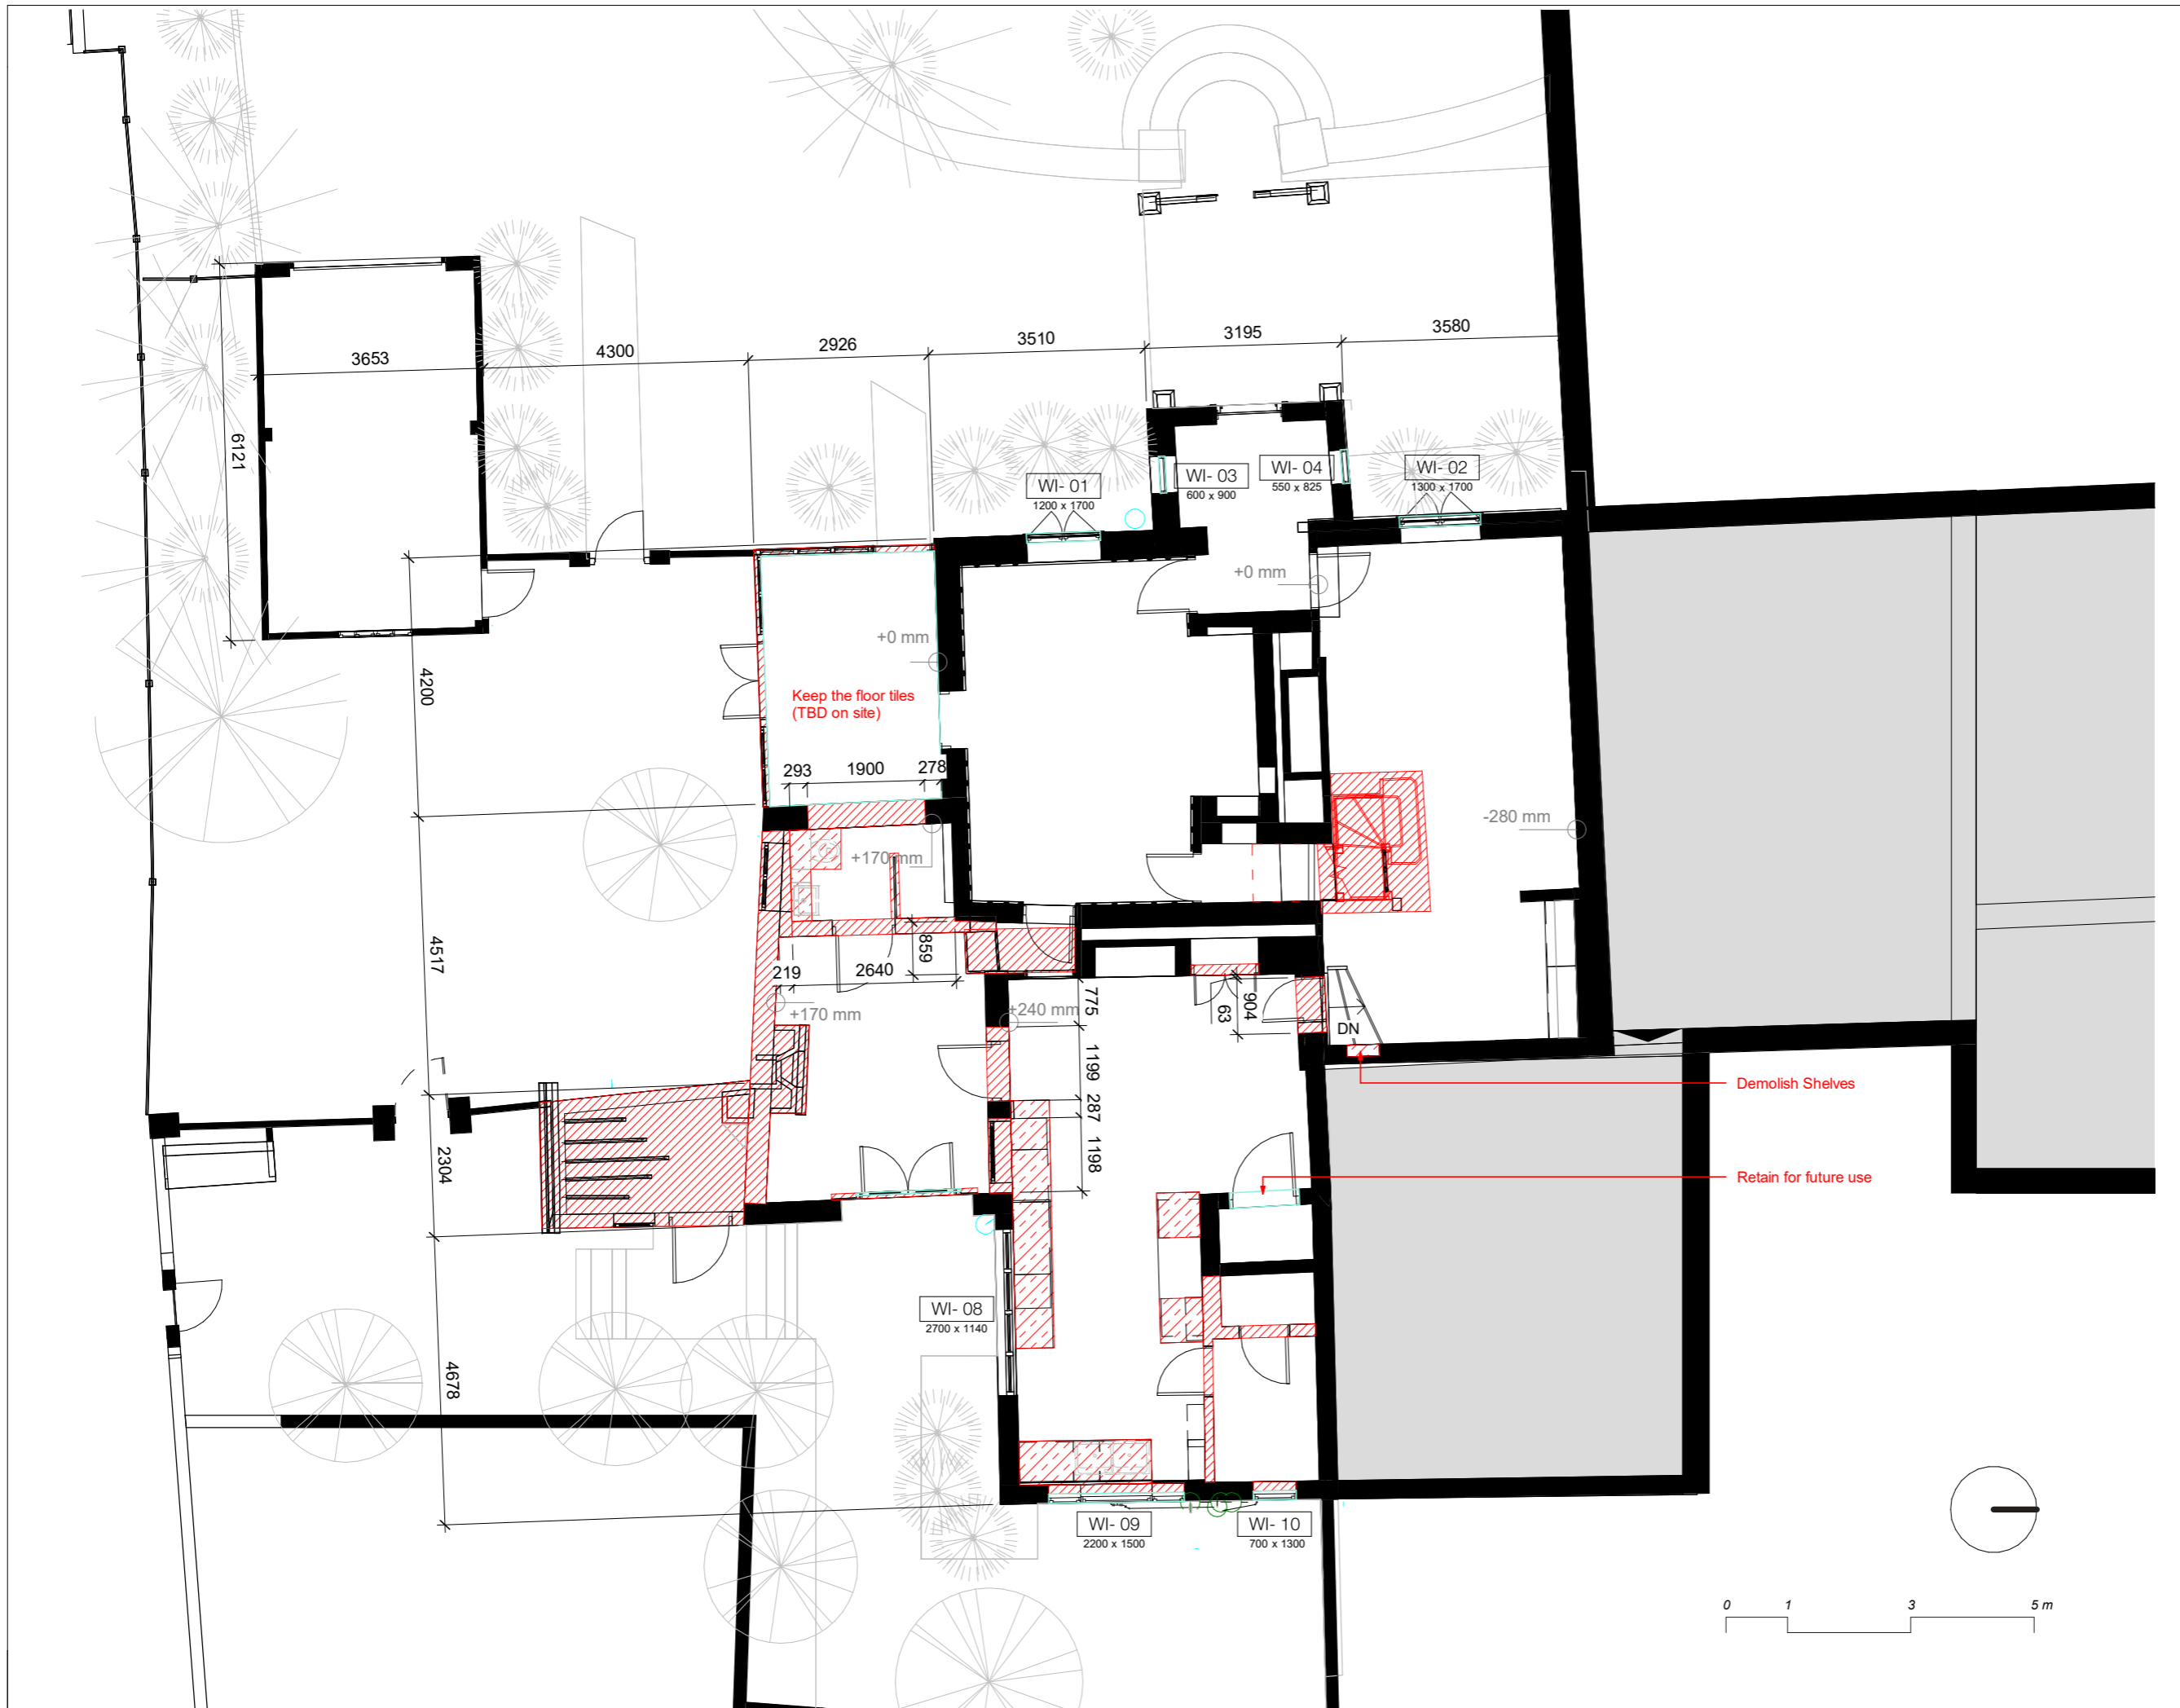 3653
4300
2926
3510
3195
3580
6121
WI- 01
1200 x 1700
WI- 03
600 x 900
WI- 04
550 x 825
WI- 02
1300 x 1700
+0 mm
+0 mm
4200
Keep the floor tiles
(TBD on site)
293
1900
278
-280 mm
+170 mm
4517
859
219
2640
+170 mm
+240 mm
775
63
904
DN
1199
287
1198
Demolish Shelves
Retain for future use
2304
WI- 08
2700 x 1140
4678
WI- 09
2200 x 1500
WI- 10
700 x 1300
0
1
3
5 m